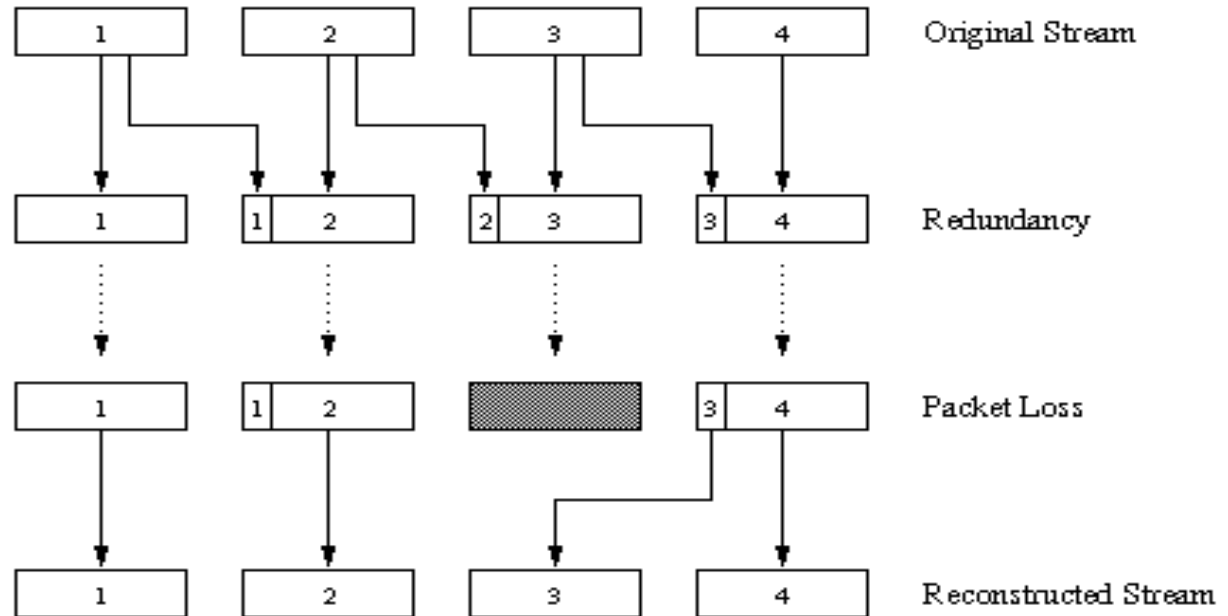 1 2 3 4 Original Stream
1 1 2 2 3 3 4 Redundancy
1 1 2 3 4 Packet Loss
1 2 3 4 Reconstructed Stream